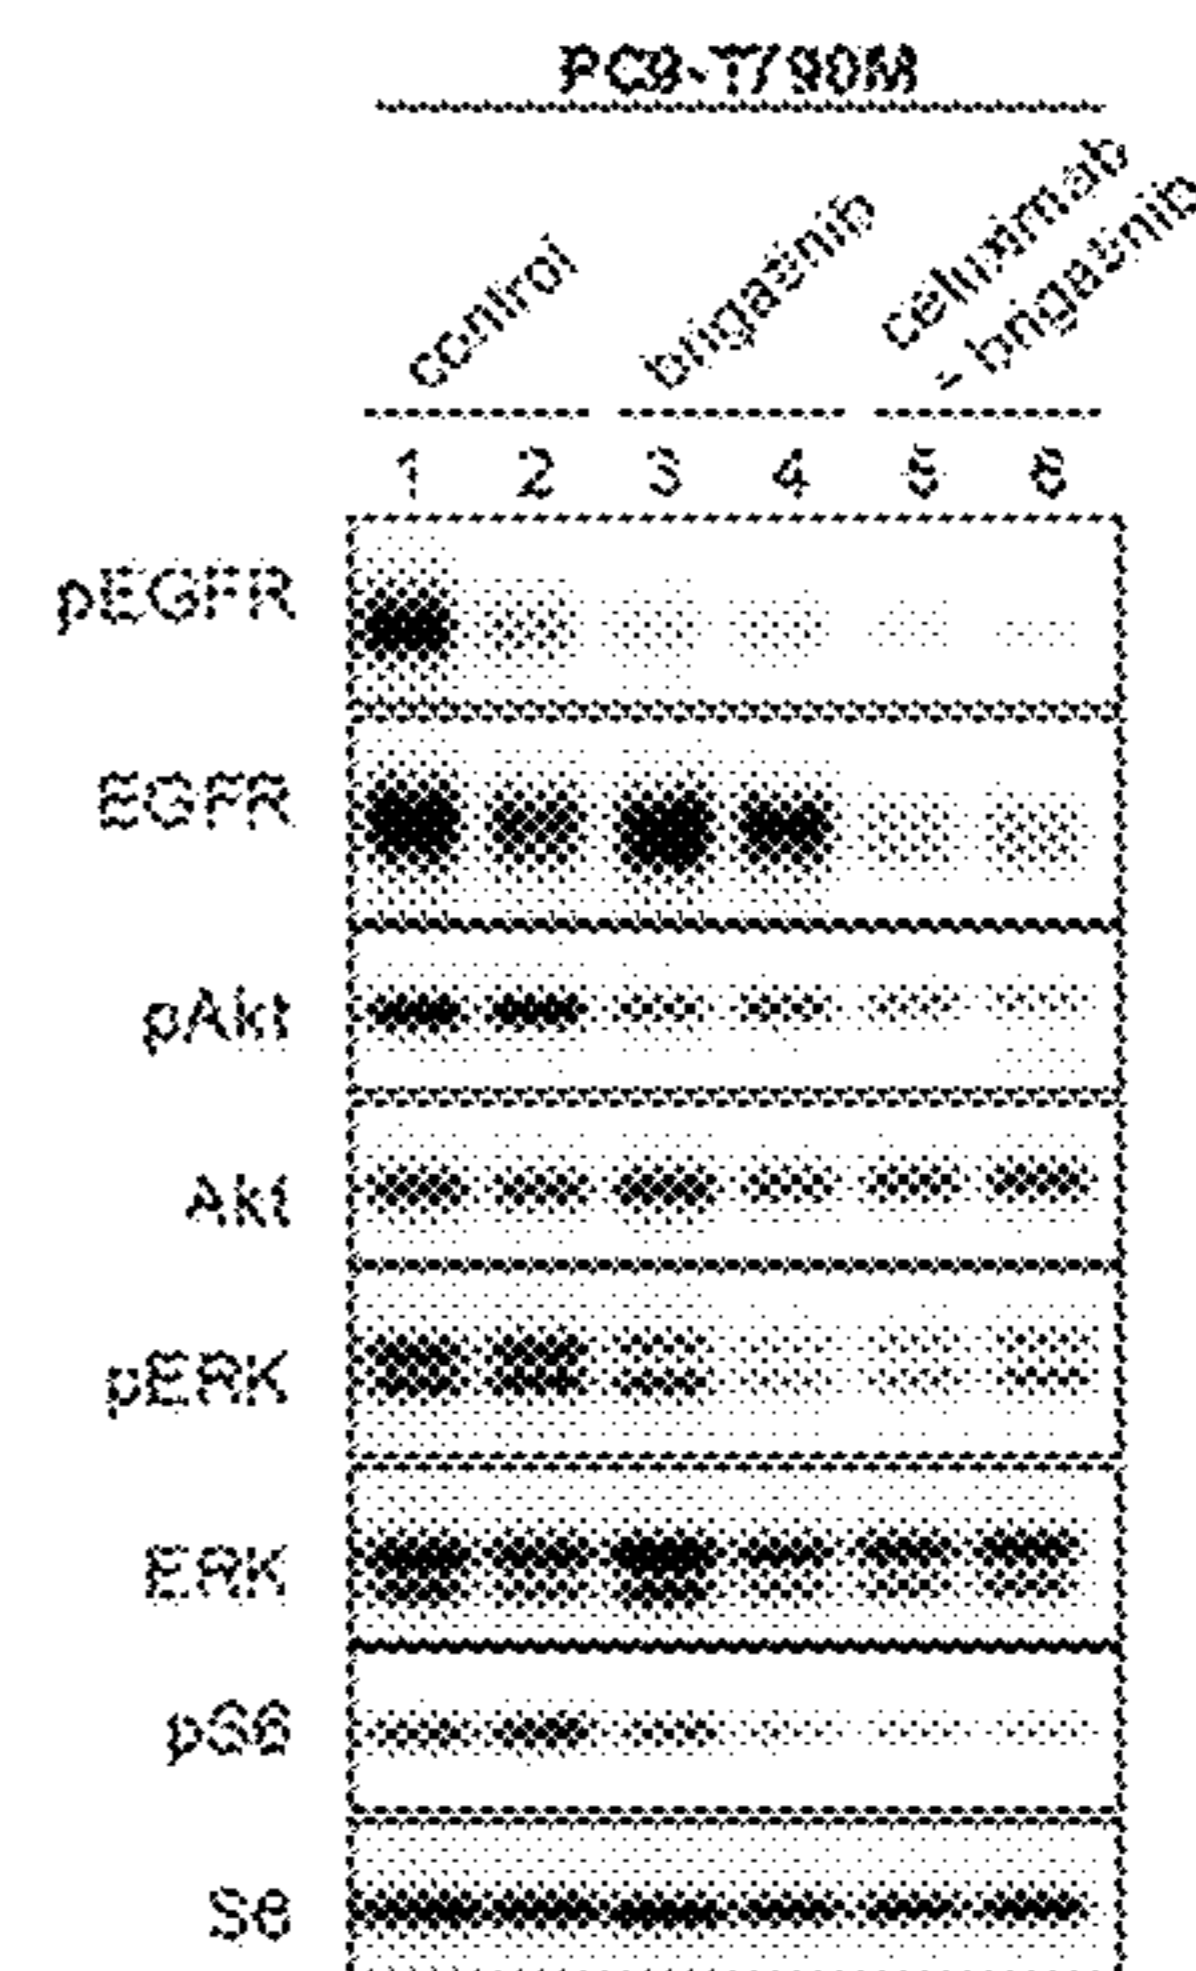 PC9-T790M
control
brigatinib
cetuximab
+ brigatinib
1 2 3 4 5 6
pEGFR
EGFR
pAkt
Akt
pERK
ERK
pS6
S6